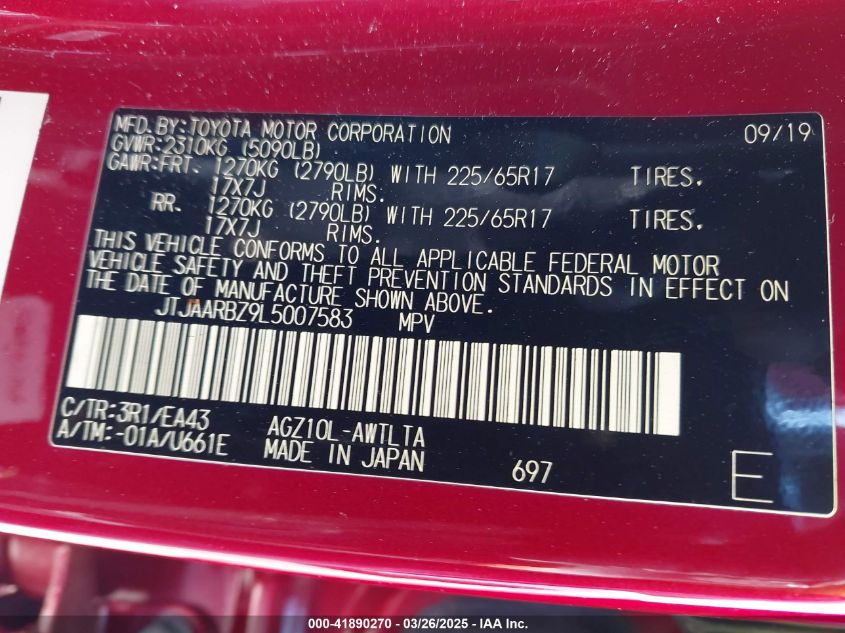 MFD. BY: TOYOTA MOTOR CORPORATION 09/19
GVWR: 2310KG (5090LB)
GAWR: FRT. 1270KG (2790LB) WITH 225/65R17 TIRES.
17X7J RIMS.
RR. 1270KG (2790LB) WITH 225/65R17 TIRES.
17X7J RIMS.
THIS VEHICLE CONFORMS TO ALL APPLICABLE FEDERAL MOTOR
VEHICLE SAFETY AND THEFT PREVENTION STANDARDS IN EFFECT ON
THE DATE OF MANUFACTURE SHOWN ABOVE.
JTJAARBZ9L5007583 MPV
C/TR: 3R1/EA43 AGZ10L-AWTLTA
A/TM: -01A/U661E MADE IN JAPAN 697 E
000-41890270 - 03/26/2025 - IAA Inc.